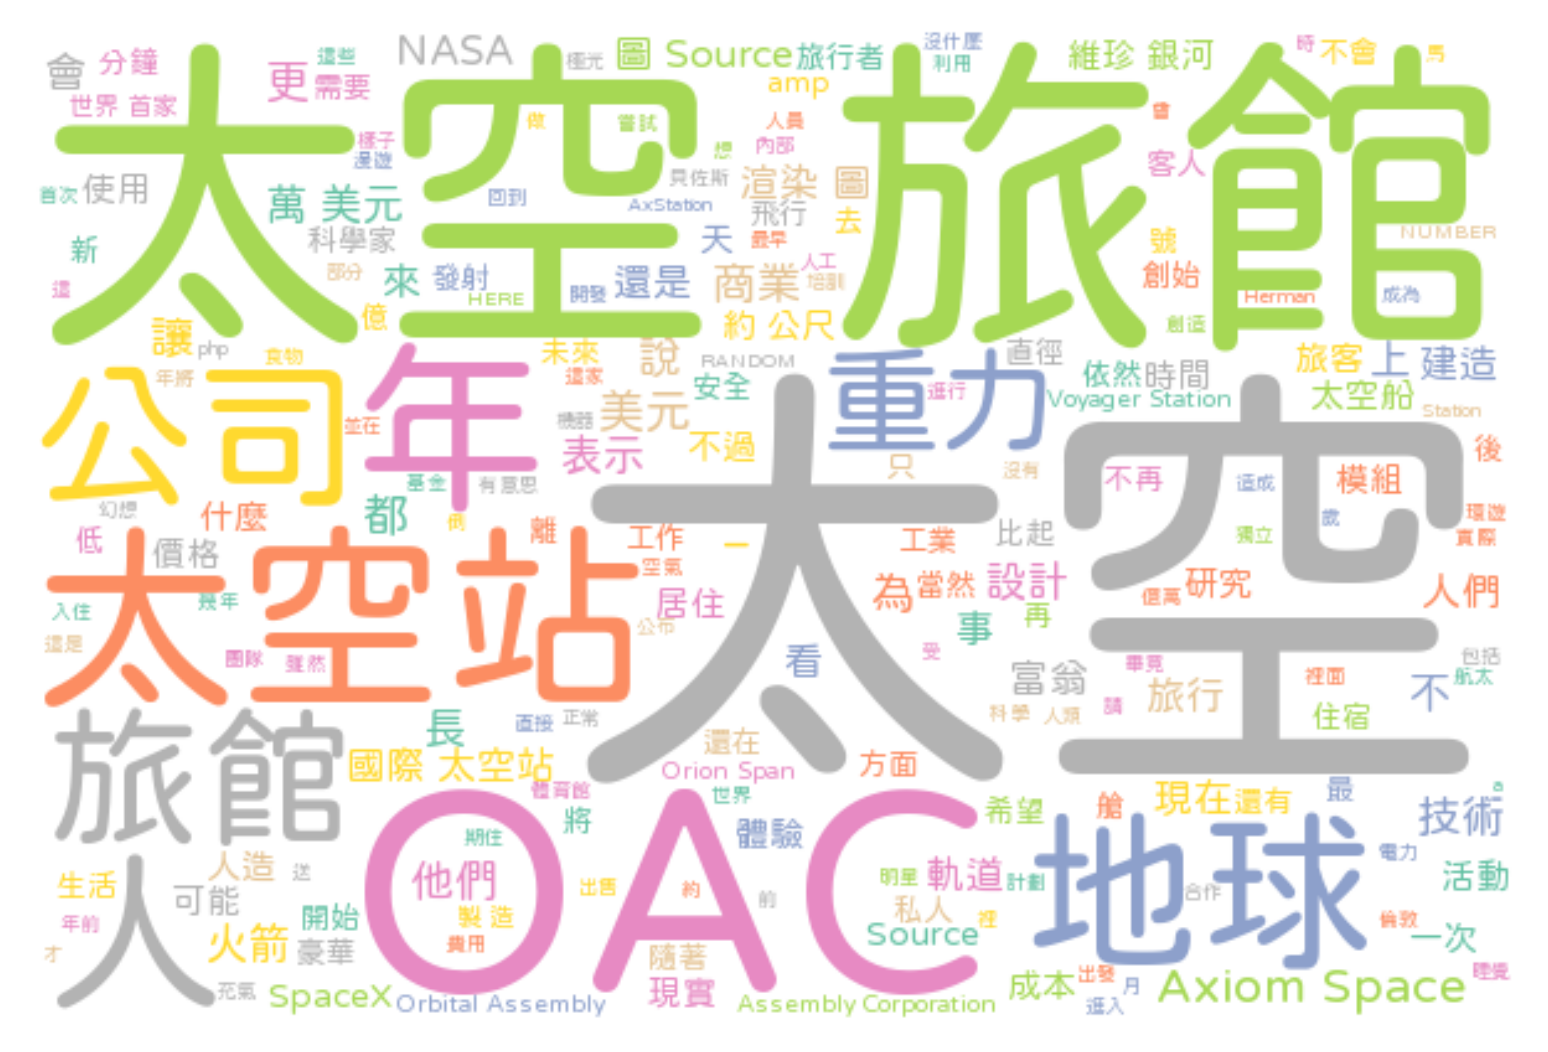 太空旅館
會
分鐘
這些
NASA
極光
圖 Source
旅行者
沒什麼
利用
維珍 銀河
時
不會
馬
世界 首家
更
需要
amp
樣子
漫遊
做
嘗試
想
人員
內部
客人
首次
使用
萬 美元
回到
貝佐斯
AxStation
渲染 圖
飛行
去
天
最早
號
NUMBER
新
科學家
來
部分
發射
HERE
開發
還是
商業
人工
培訓
創始
Herman
成為
這
億
約 公尺
創造
讓
php
食物
年將
未來
這家
說
RANDOM
直徑
旅客
上
建造
公司
年
重力
太空
並在
機器
美元
安全
進行
依然
時間
Voyager Station
太空船
Station
表示
不過
只
沒有
後
基金
有意思
不再
造成
模組
幻想
什麼
都
倒
離
工作
一
工業
比起
歲
獨立
環遊
實際
低
價格
太空站
空氣
居住
為
當然
設計
億萬
研究
人們
入住
幾年
這是
團隊
雖然
公布
看
受
事
再
富翁
畢竟
旅行
裡面
不
包括
航太
科學
人類
請
住宿
旅館
長
直接
正常
還在
國際 太空站
Orion Span
方面
體育館
世界
將
體驗
希望
艙
現在
還有
最
a
技術
OAC
地球
期住
他們
製造
費用
出售
約
前
明星
軌道
計劃
合作
電力
活動
生活
人造
送
人
可能
年前
才
火箭
開始
豪華
私人
裡
Source
倫敦
一次
充氣
SpaceX
Orbital Assembly
隨著
現實
Assembly Corporation
成本
出發
月
進入
Axiom Space
睡覺